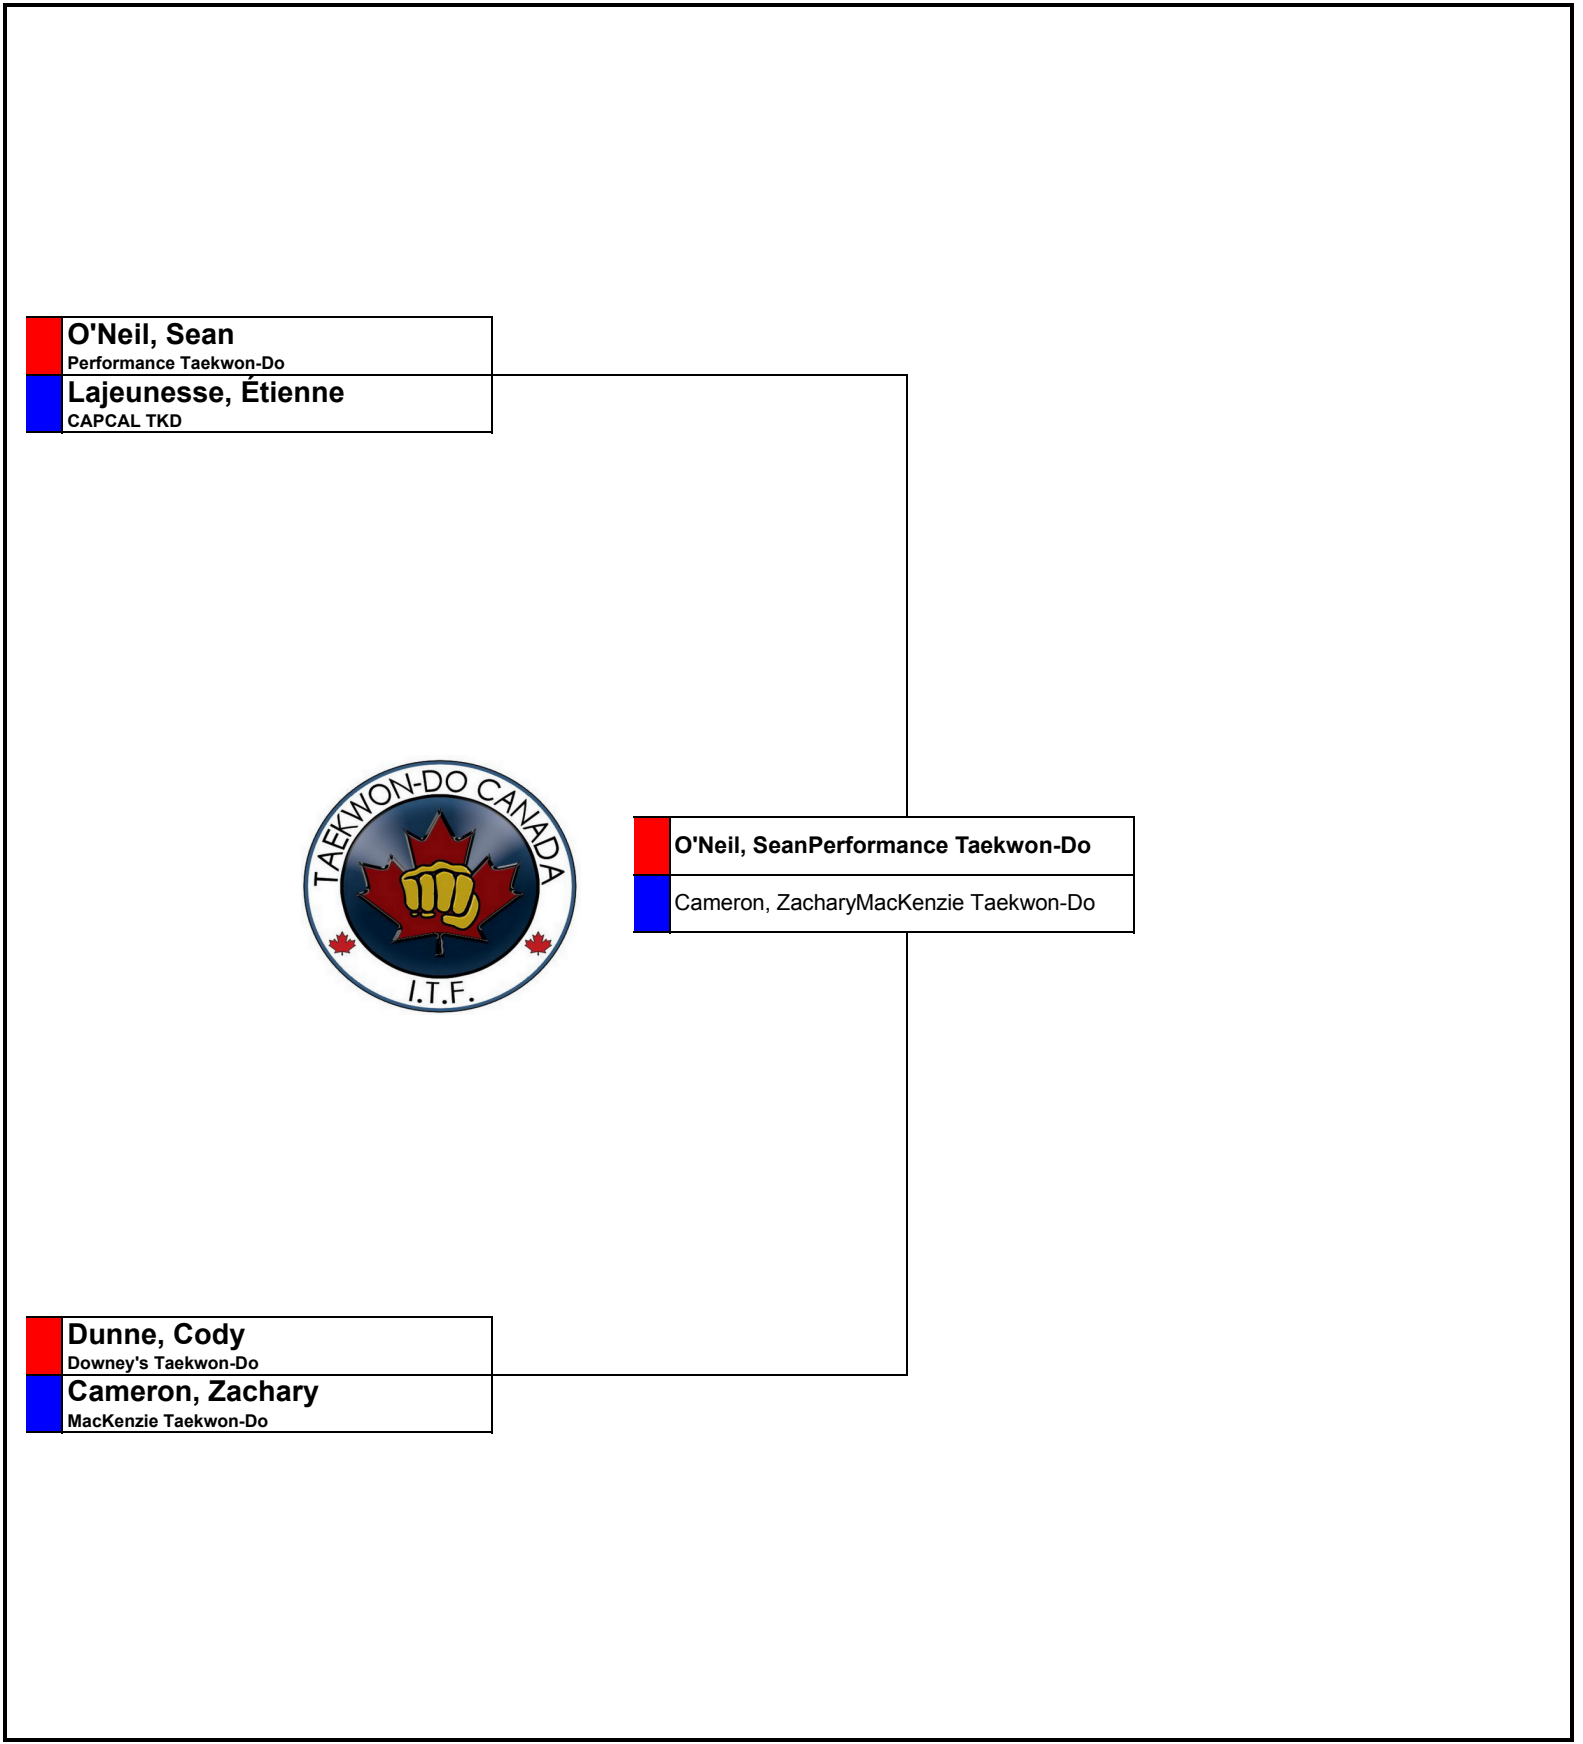 O'Neil, Sean
Performance Taekwon-Do
Lajeunesse, Étienne
CAPCAL TKD
TAEKWON-DO CANADA
I.T.F.
O'Neil, SeanPerformance Taekwon-Do
Cameron, ZacharyMacKenzie Taekwon-Do
Dunne, Cody
Downey's Taekwon-Do
Cameron, Zachary
MacKenzie Taekwon-Do